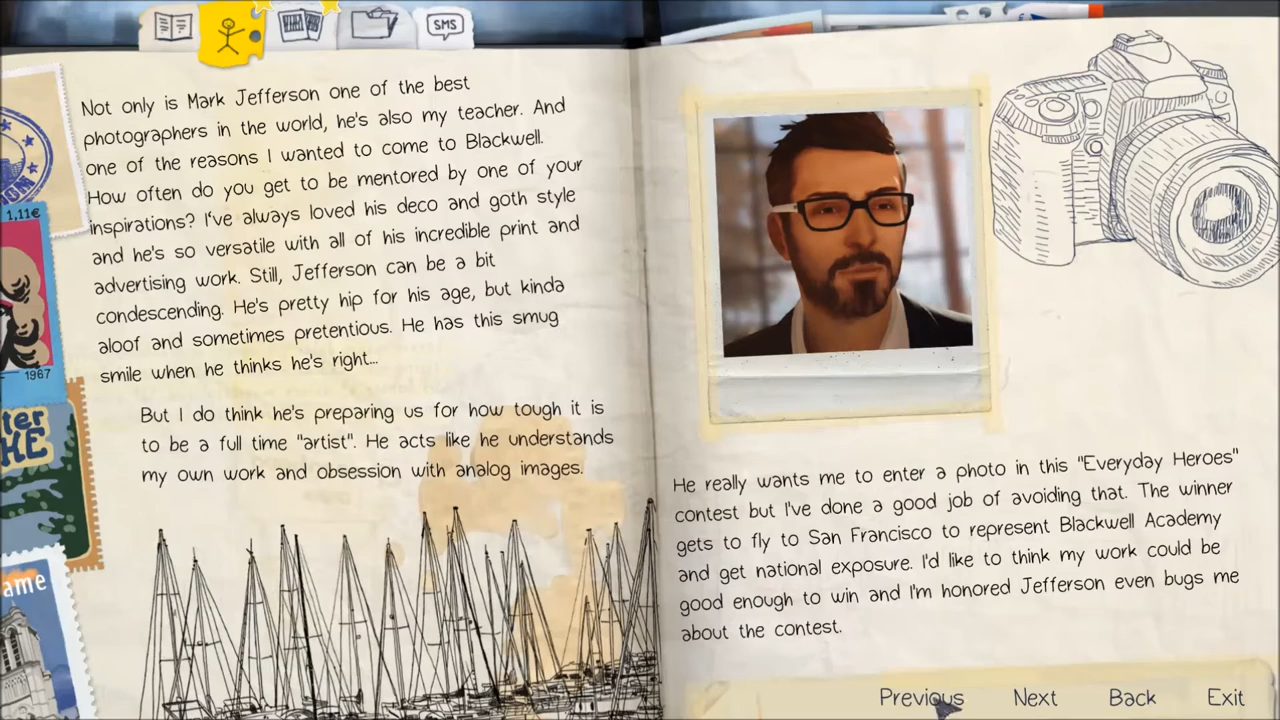 SMS
Not only is Mark Jefferson one of the best
photographers in the world, he's also my teacher. And
one of the reasons I wanted to come to Blackwell.
How often do you get to be mentored by one of your
inspirations? I've always loved his deco and goth style
and he's so versatile with all of his incredible print and
advertising work. Still, Jefferson can be a bit
condescending. He's pretty hip for his age, but kinda
aloof and sometimes pretentious. He has this smug
smile when he thinks he's right...
But I do think he's preparing us for how tough it is
to be a full time "artist". He acts like he understands
my own work and obsession with analog images.
1,11€
1967
ter
HE
ame
He really wants me to enter a photo in this "Everyday Heroes"
contest but I've done a good job of avoiding that. The winner
gets to fly to San Francisco to represent Blackwell Academy
and get national exposure. I'd like to think my work could be
good enough to win and I'm honored Jefferson even bugs me
about the contest.
Previous Next Back Exit